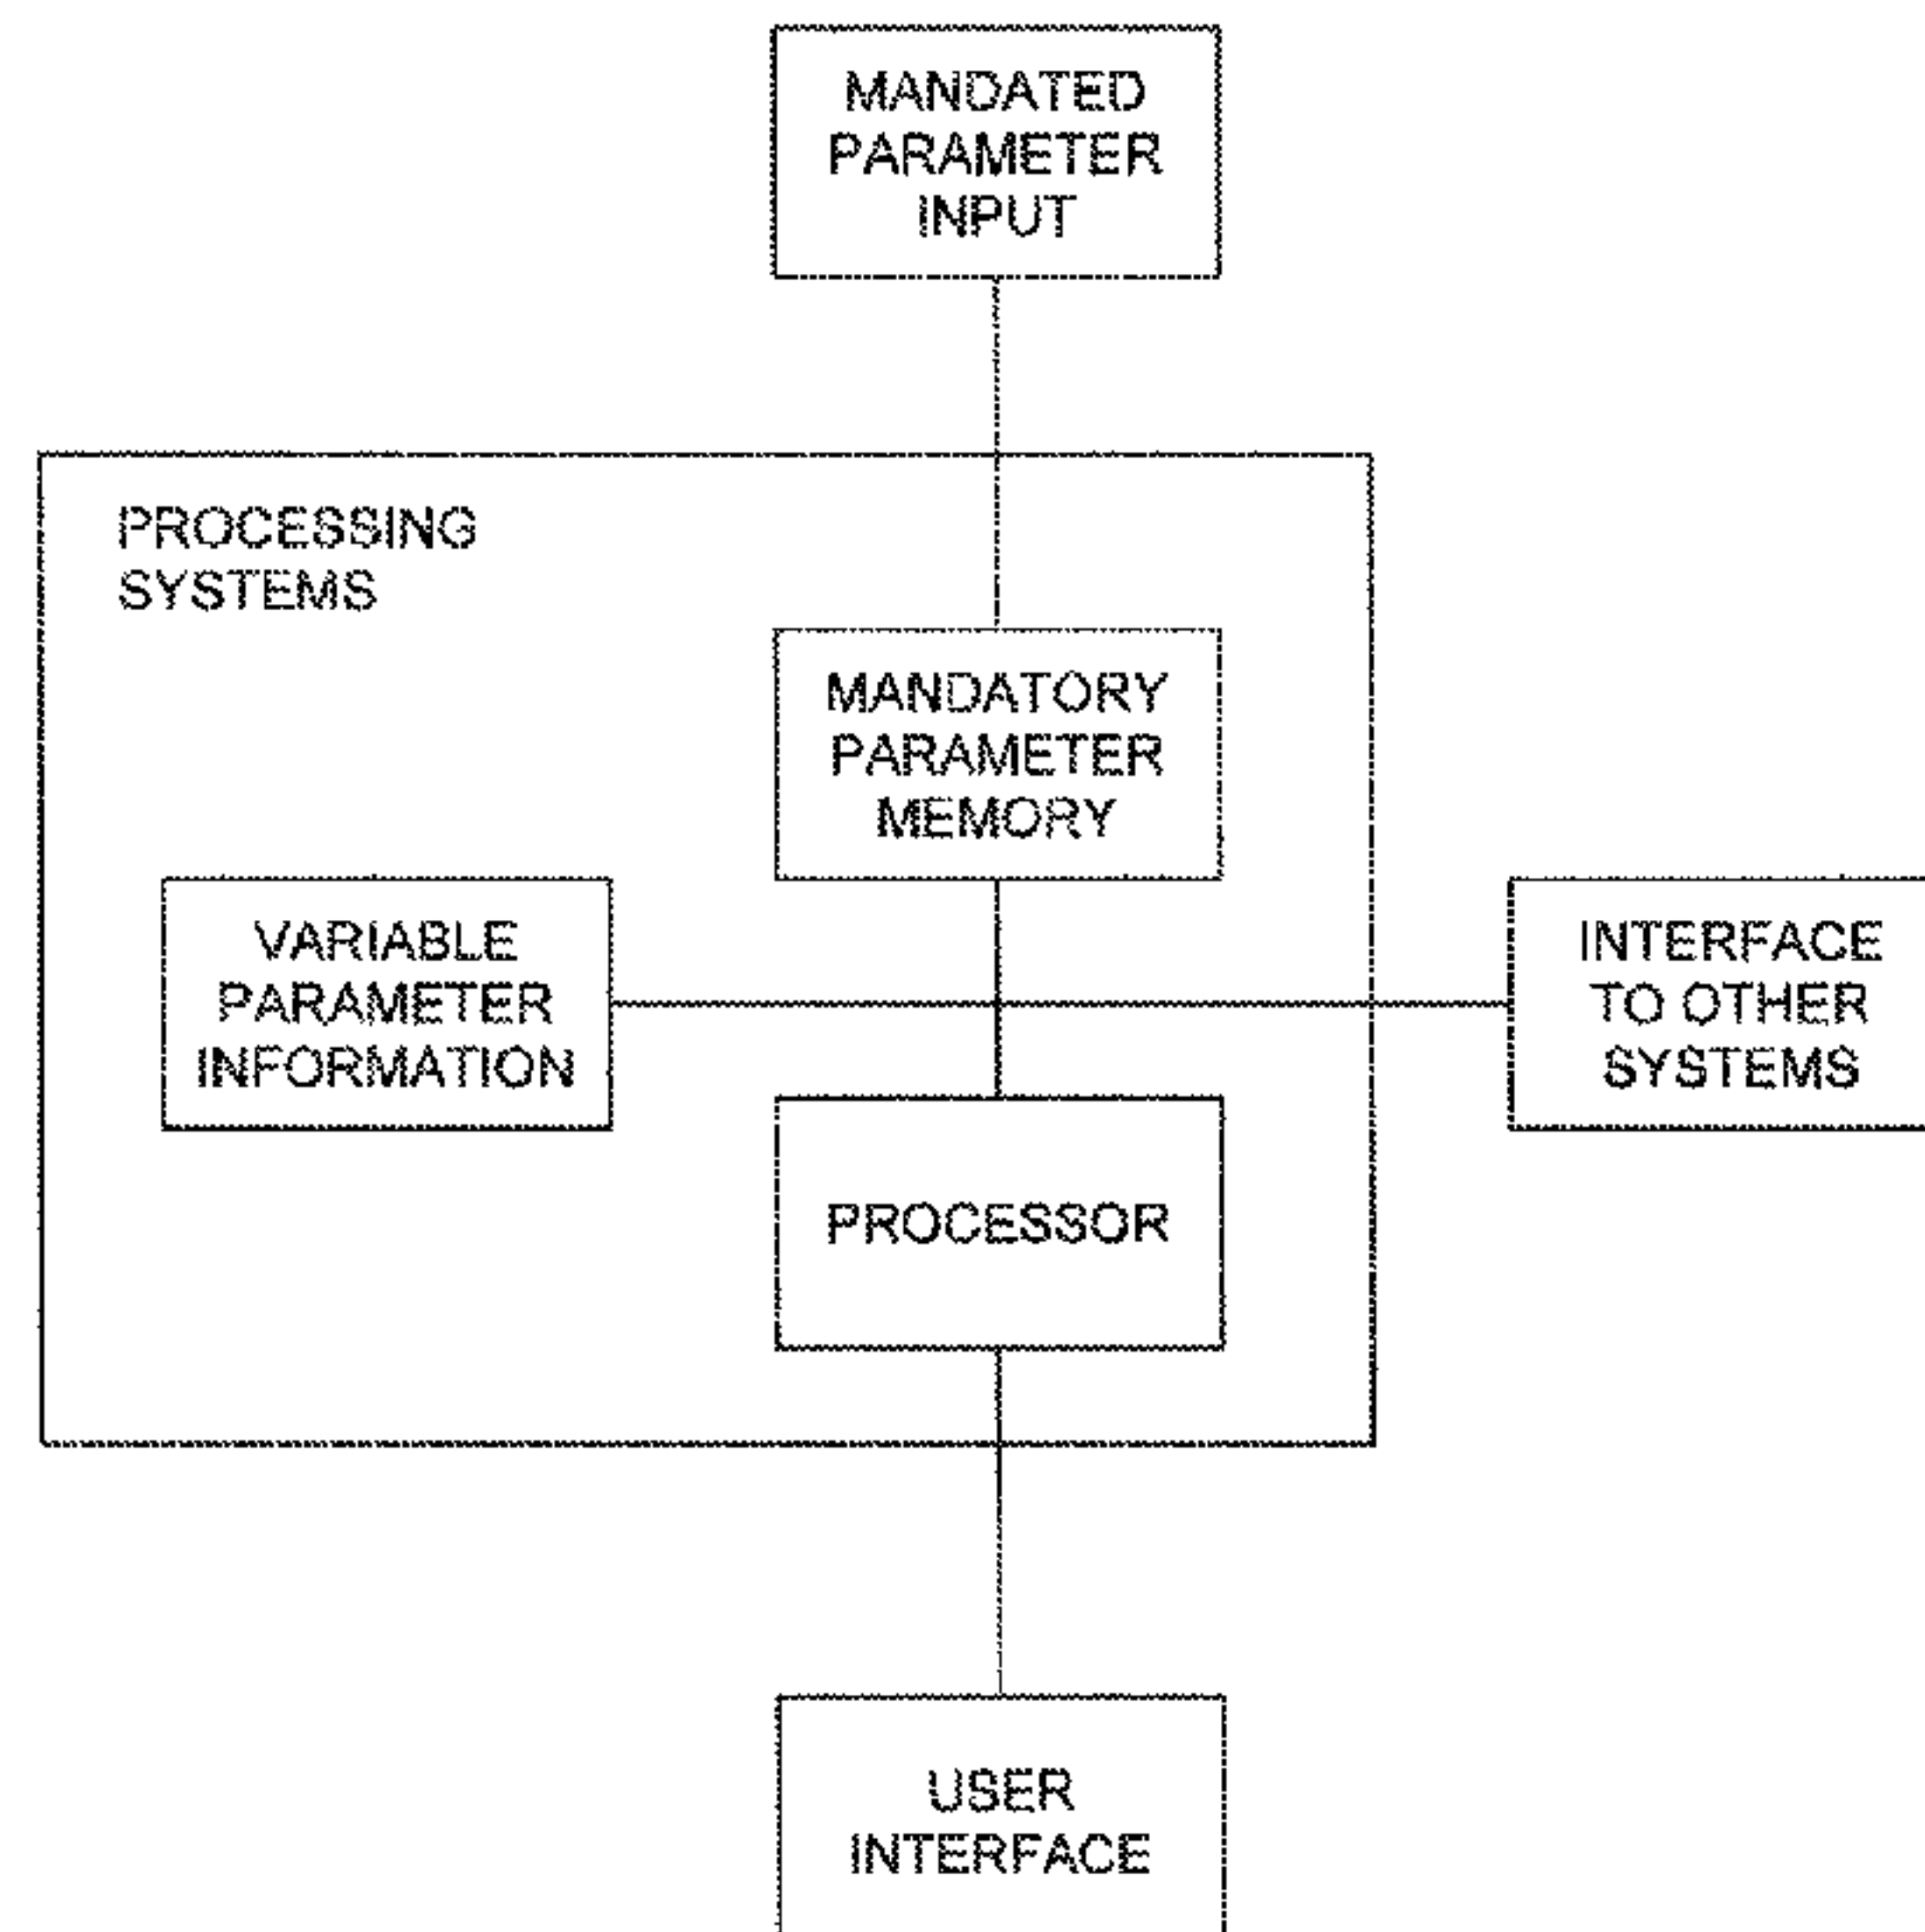 MANDATED
PARAMETER
INPUT
PROCESSING
SYSTEMS
MANDATORY
PARAMETER
MEMORY
VARIABLE
PARAMETER
INFORMATION
INTERFACE
TO OTHER
SYSTEMS
PROCESSOR
USER
INTERFACE